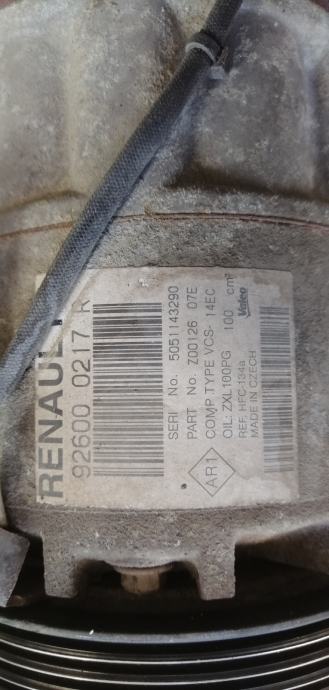 RENAULT
92600 0217 R
SERI No. 5051143290
PART No. Z00126 07E
COMP TYPE VCS- 14EC
OIL: ZXL100PG 100 cm³
REF. HFC-134a
MADE IN CZECH
Valeo
AR1